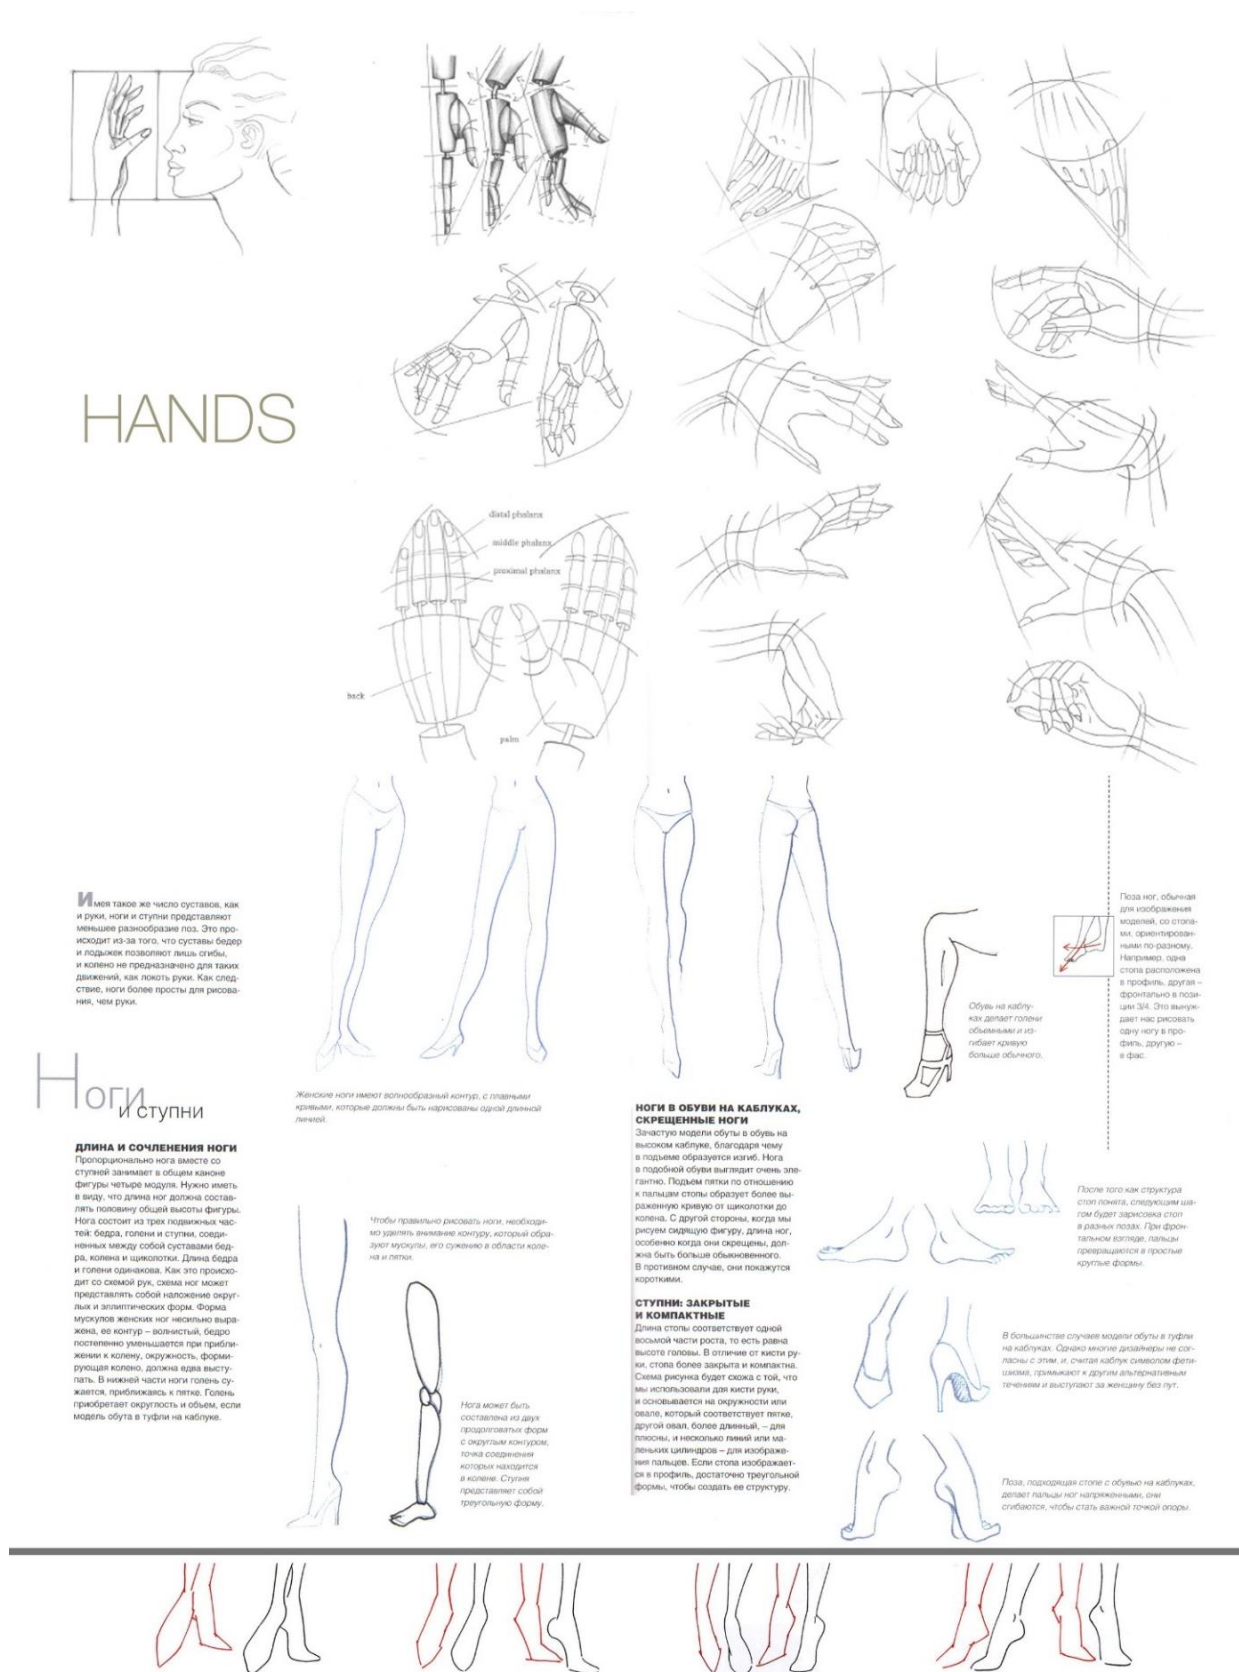 distal phalanx
middle phalanx
proximal phalanx
HANDS
back
palm
Имея такое же число суставов, как
и руки, ноги и ступни представляют
меньшее разнообразие поз. Это про-
исходит из-за того, что суставы бедер
и лодыжек позволяют лишь сгибы,
и колено не предназначено для таких
движений, как локоть руки. Как след-
ствие, ноги более просты для рисова-
ния, чем руки.
Поза ног, обычная
для изображения
моделей, со стопа-
ми, ориентирован-
ными по-разному.
Например, одна
стопа расположена
в профиль, другая –
фронтально в пози-
ции 3/4. Это вынуж-
дает нас рисовать
одну ногу в про-
филь, другую –
в фас.
Обувь на каблу-
ках делает голени
объемными и из-
гибает кривую
больше обычного.
Ноги
и ступни
Женские ноги имеют волнообразный контур, с плавными
кривыми, которые должны быть нарисованы одной длинной
линией.
ДЛИНА И СОЧЛЕНЕНИЯ НОГИ
Пропорционально нога вместе со
ступней занимает в общем каноне
фигуры четыре модуля. Нужно иметь
в виду, что длина ног должна состав-
лять половину общей высоты фигуры.
Нога состоит из трех подвижных час-
тей: бедра, голени и ступни, соеди-
ненных между собой суставами бед-
ра, колена и щиколотки. Длина бедра
и голени одинакова. Как это происхо-
дит со схемой рук, схема ног может
представлять собой наложение округ-
лых и эллиптических форм. Форма
мускулов женских ног несильно выра-
жена, ее контур – волнистый, бедро
постепенно уменьшается при прибли-
жении к колену, окружность, форми-
рующая колено, должна едва высту-
пать. В нижней части ноги голень су-
жается, приближаясь к пятке. Голень
приобретает округлость и объем, если
модель обута в туфли на каблуке.
Чтобы правильно рисовать ноги, необходи-
мо уделять внимание контуру, который обра-
зуют мускулы, его сужению в области коле-
на и пятки.
Нога может быть
составлена из двух
продолговатых форм
с округлым контуром,
точка соединения
которых находится
в колене. Ступня
представляет собой
треугольную форму.
НОГИ В ОБУВИ НА КАБЛУКАХ,
СКРЕЩЕННЫЕ НОГИ
Зачастую модели обуты в обувь на
высоком каблуке, благодаря чему
в подъеме образуется изгиб. Нога
в подобной обуви выглядит очень эле-
гантно. Подъем пятки по отношению
к пальцам стопы образует более вы-
раженную кривую от щиколотки до
колена. С другой стороны, когда мы
рисуем сидящую фигуру, длина ног,
особенно когда они скрещены, дол-
жна быть больше обыкновенного.
В противном случае, они покажутся
короткими.
СТУПНИ: ЗАКРЫТЫЕ
И КОМПАКТНЫЕ
Длина стопы соответствует одной
восьмой части роста, то есть равна
высоте головы. В отличие от кисти ру-
ки, стопа более закрыта и компактна.
Схема рисунка будет схожа с той, что
мы использовали для кисти руки,
и основывается на окружности или
овале, который соответствует пятке,
другой овал, более длинный, – для
плюсны, и несколько линий или ма-
леньких цилиндров – для изображе-
ния пальцев. Если стопа изображает-
ся в профиль, достаточно треугольной
формы, чтобы создать ее структуру.
После того как структура
стоп понята, следующим ша-
гом будет зарисовка стоп
в разных позах. При фрон-
тальном взгляде, пальцы
превращаются в простые
круглые формы.
В большинстве случаев модели обуты в туфли
на каблуках. Однако многие дизайнеры не сог-
ласны с этим, и, считая каблук символом фети-
шизма, примыкают к другим альтернативным
течениям и выступают за женщину без пут.
Поза, подходящая стопе с обувью на каблуках,
делает пальцы ног напряженными, они
сгибаются, чтобы стать важной точкой опоры.